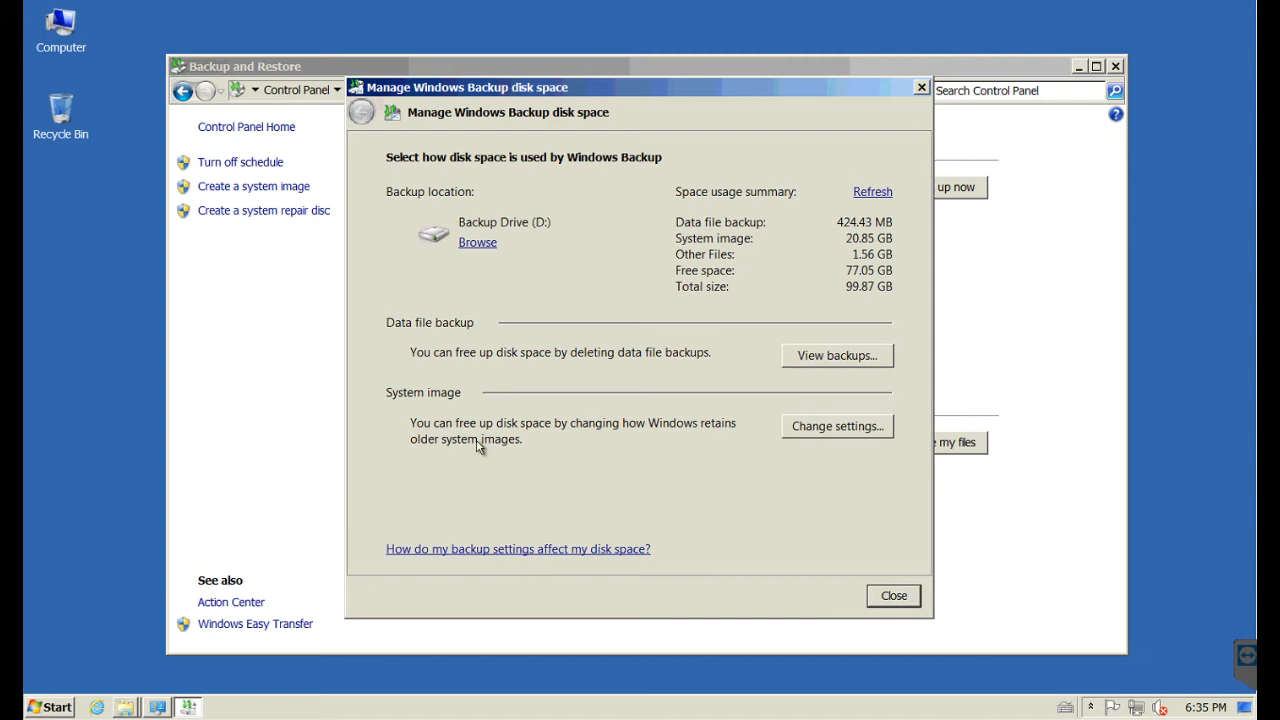 Computer
Recycle Bin
Backup and Restore
Control Panel
Search Control Panel
Control Panel Home
Turn off schedule
Create a system image
Create a system repair disc
See also
Action Center
Windows Easy Transfer
up now
my files
Manage Windows Backup disk space
Manage Windows Backup disk space
Select how disk space is used by Windows Backup
Backup location:
Backup Drive (D:)
Browse
Space usage summary: Refresh
Data file backup: 424.43 MB
System image: 20.85 GB
Other Files: 1.56 GB
Free space: 77.05 GB
Total size: 99.87 GB
Data file backup
You can free up disk space by deleting data file backups.
View backups...
System image
You can free up disk space by changing how Windows retains
older system images.
Change settings...
How do my backup settings affect my disk space?
Close
Start
6:35 PM